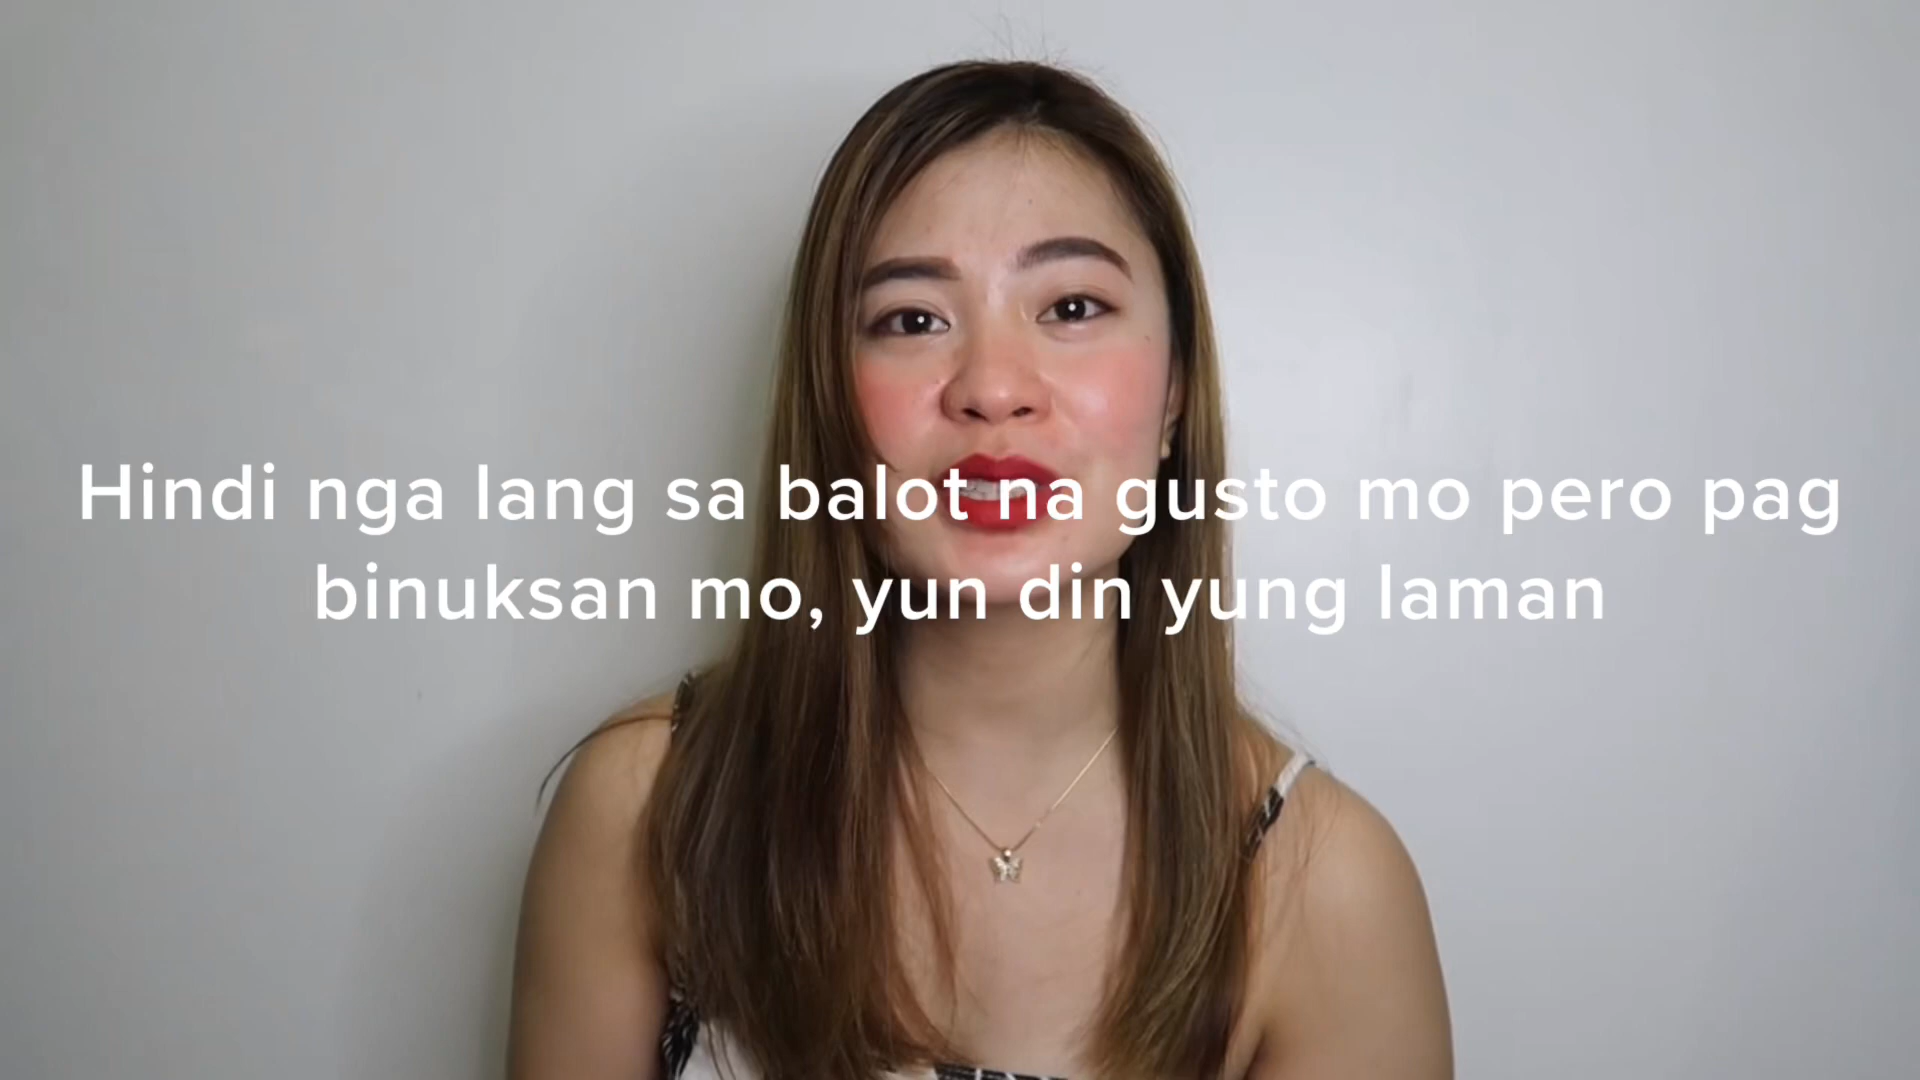 Hindi nga lang sa balot na gusto mo pero pag
binuksan mo, yun din yung laman